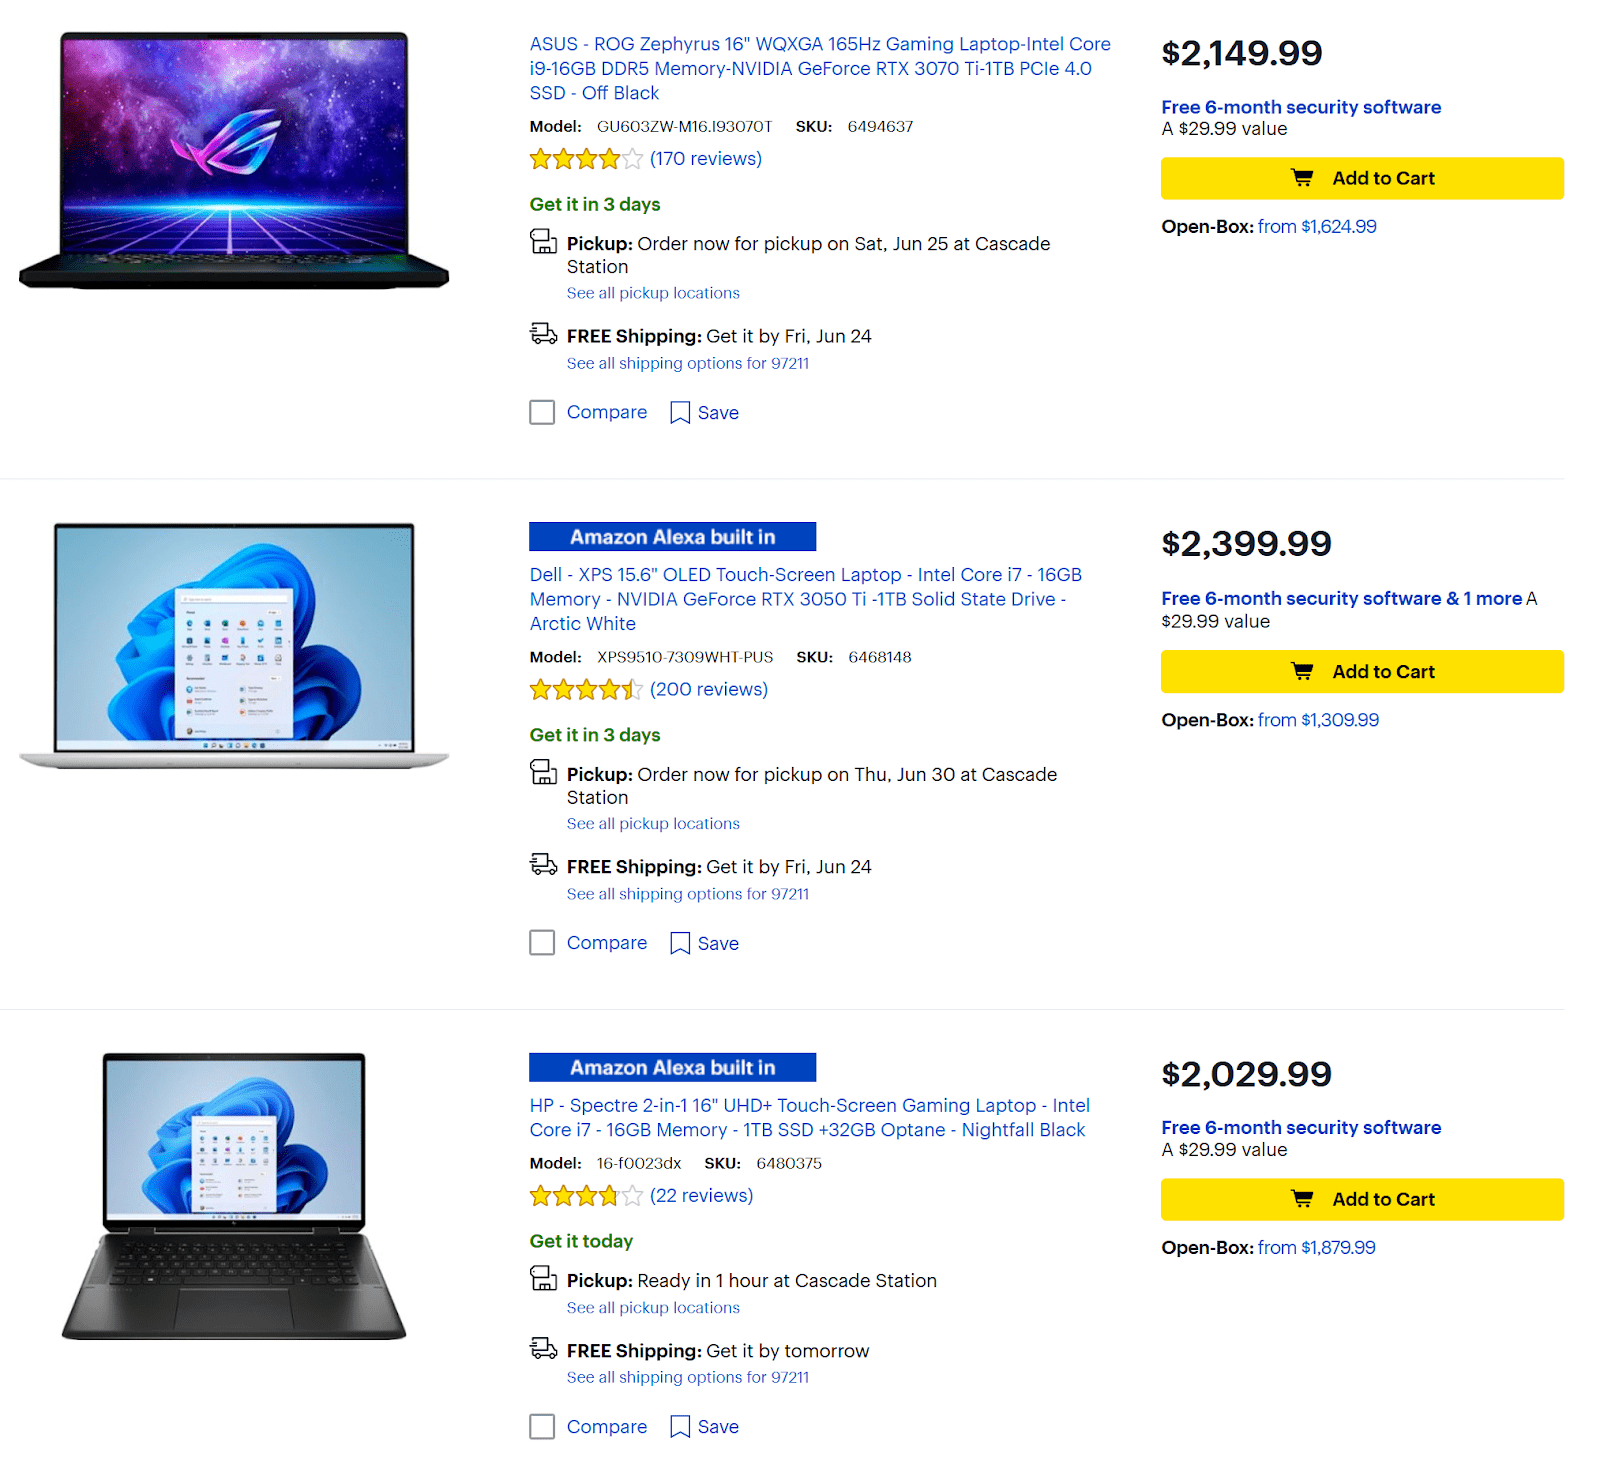 ASUS - ROG Zephyrus 16" WQXGA 165Hz Gaming Laptop-Intel Core
i9-16GB DDR5 Memory-NVIDIA GeForce RTX 3070 Ti-1TB PCIe 4.0
SSD - Off Black
Model: GU603ZW-M16.I93070T SKU: 6494637
(170 reviews)
Get it in 3 days
Pickup: Order now for pickup on Sat, Jun 25 at Cascade
Station
See all pickup locations
FREE Shipping: Get it by Fri, Jun 24
See all shipping options for 97211
Compare Save
$2,149.99
Free 6-month security software
A $29.99 value
Add to Cart
Open-Box: from $1,624.99
Amazon Alexa built in
Dell - XPS 15.6" OLED Touch-Screen Laptop - Intel Core i7 - 16GB
Memory - NVIDIA GeForce RTX 3050 Ti -1TB Solid State Drive -
Arctic White
Model: XPS9510-7309WHT-PUS SKU: 6468148
(200 reviews)
Get it in 3 days
Pickup: Order now for pickup on Thu, Jun 30 at Cascade
Station
See all pickup locations
FREE Shipping: Get it by Fri, Jun 24
See all shipping options for 97211
Compare Save
$2,399.99
Free 6-month security software & 1 more A
$29.99 value
Add to Cart
Open-Box: from $1,309.99
Amazon Alexa built in
HP - Spectre 2-in-1 16" UHD+ Touch-Screen Gaming Laptop - Intel
Core i7 - 16GB Memory - 1TB SSD +32GB Optane - Nightfall Black
Model: 16-f0023dx SKU: 6480375
(22 reviews)
Get it today
Pickup: Ready in 1 hour at Cascade Station
See all pickup locations
FREE Shipping: Get it by tomorrow
See all shipping options for 97211
Compare Save
$2,029.99
Free 6-month security software
A $29.99 value
Add to Cart
Open-Box: from $1,879.99